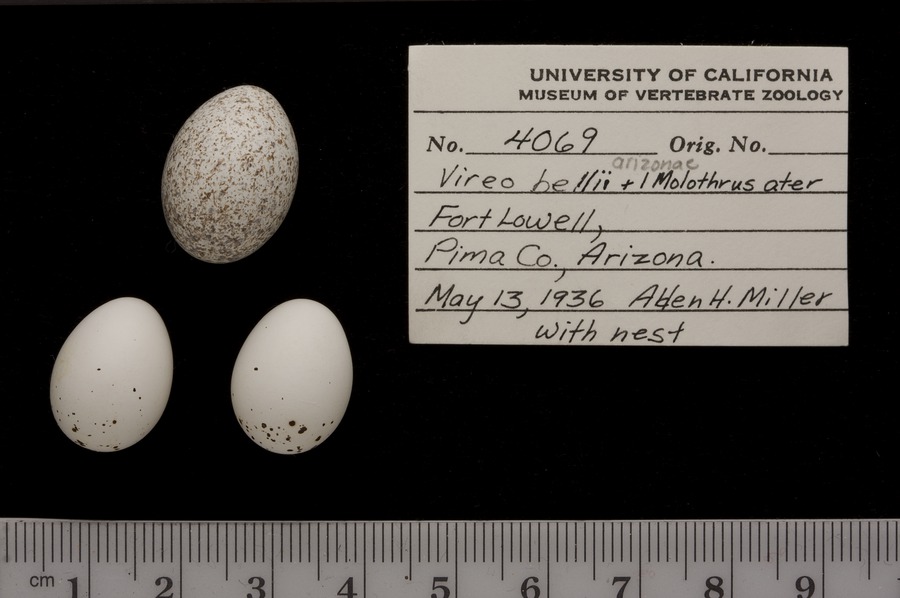 UNIVERSITY OF CALIFORNIA
MUSEUM OF VERTEBRATE ZOOLOGY
No. 4069 Orig. No.
arizonae
Vireo bellii + 1 Molothrus ater
Fort Lowell,
Pima Co., Arizona.
May 13, 1936 Alden H. Miller
with nest
cm 1 2 3 4 5 6 7 8 9